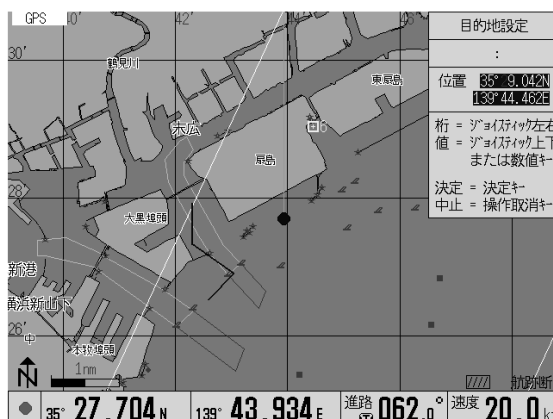 GPS
40'
42'
48'
目的地設定
:
位置 35° 9.042N
139°44.462E
桁 = ジョイスティック左右
値 = ジョイスティック上下
または数値キー
決定 = 決定キー
中止 = 操作取消キー
30'
鶴見川
東扇島
末広
扇島
28'
大黒埠頭
新港
横浜新山下
26'
中
本牧埠頭
N
1nm
航跡断
35° 27.704 N
139° 43.934 E
進路 062.0°
速度 20.0